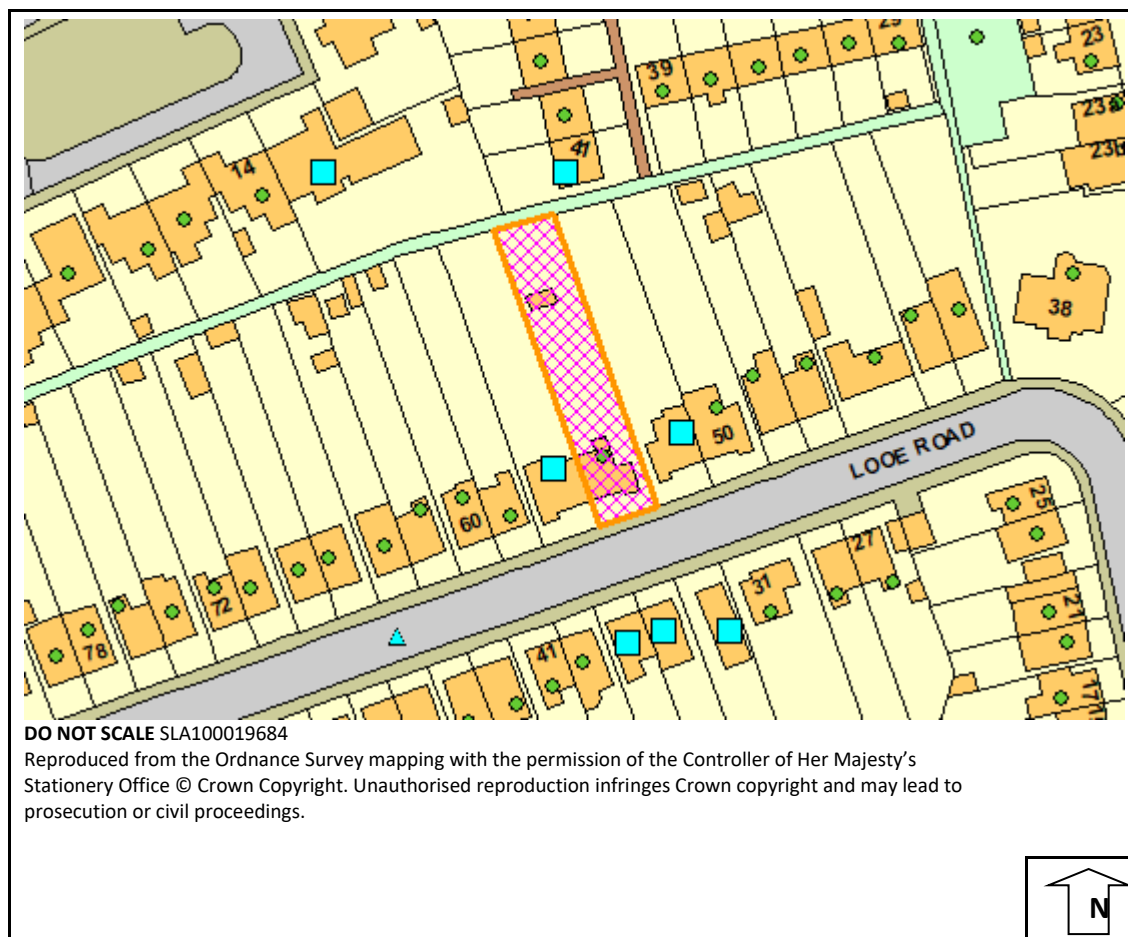 29
23
39
23a
41
14
23b
38
50
LOOE ROAD
60
25
27
31
72
21
41
78
DO NOT SCALE SLA100019684
Reproduced from the Ordnance Survey mapping with the permission of the Controller of Her Majesty's
Stationery Office © Crown Copyright. Unauthorised reproduction infringes Crown copyright and may lead to
prosecution or civil proceedings.
N